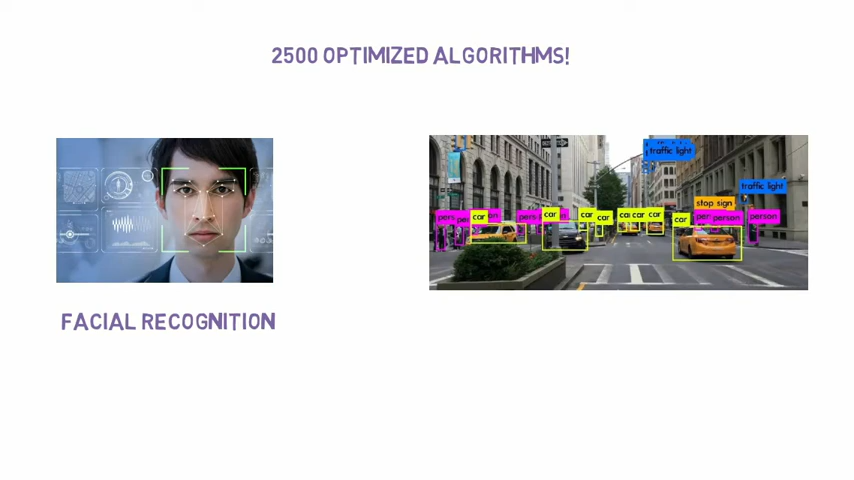 2500 OPTIMIZED ALGORITHMS!
traffic light
traffic light
stop sign
car
car
car
car
car
car
car
person
person
FACIAL RECOGNITION